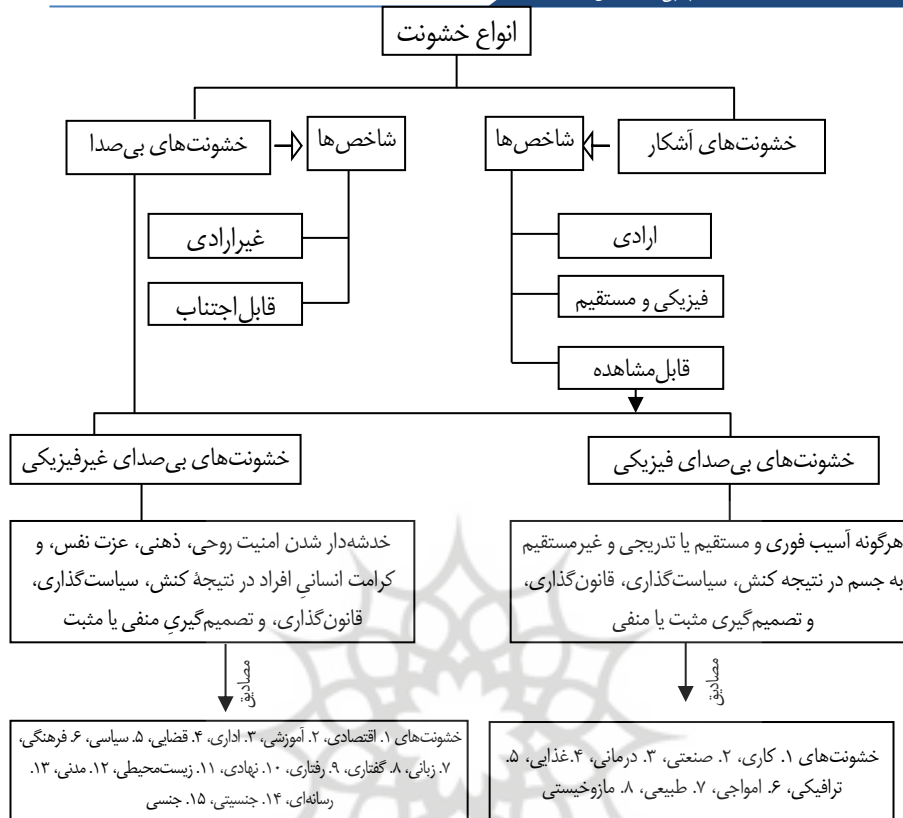 انواع خشونت
خشونت‌های آشکار
شاخص‌ها
شاخص‌ها
خشونت‌های بی‌صدا
ارادی
فیزیکی و مستقیم
قابل‌مشاهده
غیرارادی
قابل‌اجتناب
خشونت‌های بی‌صدای فیزیکی
خشونت‌های بی‌صدای غیرفیزیکی
هرگونه آسیب فوری و مستقیم یا تدریجی و غیرمستقیم
به جسم در نتیجه کنش، سیاست‌گذاری، قانون‌گذاری،
و تصمیم‌گیری مثبت یا منفی
خدشه‌دار شدن امنیت روحی، ذهنی، عزت نفس، و
کرامت انسانیِ افراد در نتیجهٔ کنش، سیاست‌گذاری،
قانون‌گذاری، و تصمیم‌گیریِ منفی یا مثبت
مصادیق
مصادیق
خشونت‌های ۱. کاری، ۲. صنعتی، ۳. درمانی، ۴.غذایی، ۵.
ترافیکی، ۶. امواجی، ۷. طبیعی، ۸. مازوخیستی
خشونت‌های ۱. اقتصادی، ۲. آموزشی، ۳. اداری، ۴. قضایی، ۵. سیاسی، ۶. فرهنگی،
۷. زبانی، ۸. گفتاری، ۹. رفتاری، ۱۰. نهادی، ۱۱. زیست‌محیطی، ۱۲. مدنی، ۱۳.
رسانه‌ای، ۱۴. جنسیتی، ۱۵. جنسی